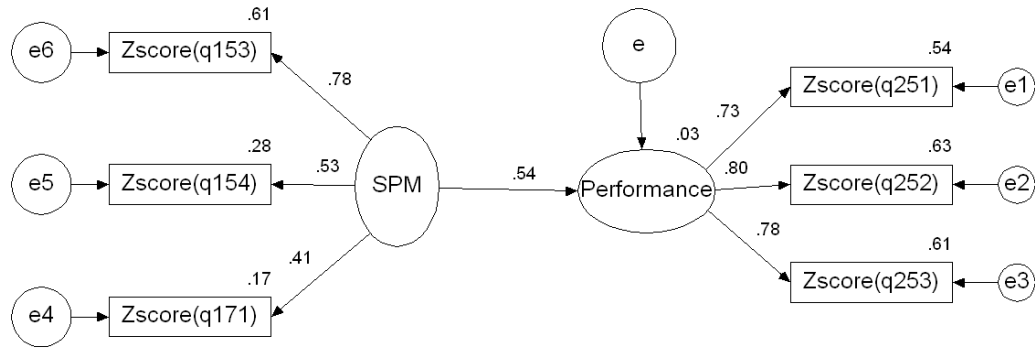 .61
e6
Zscore(q153)
.78
.28
e5
Zscore(q154)
.53
SPM
.41
.17
e4
Zscore(q171)
.54
e
.03
Performance
.73
.54
Zscore(q251)
e1
.80
.63
Zscore(q252)
e2
.78
.61
Zscore(q253)
e3